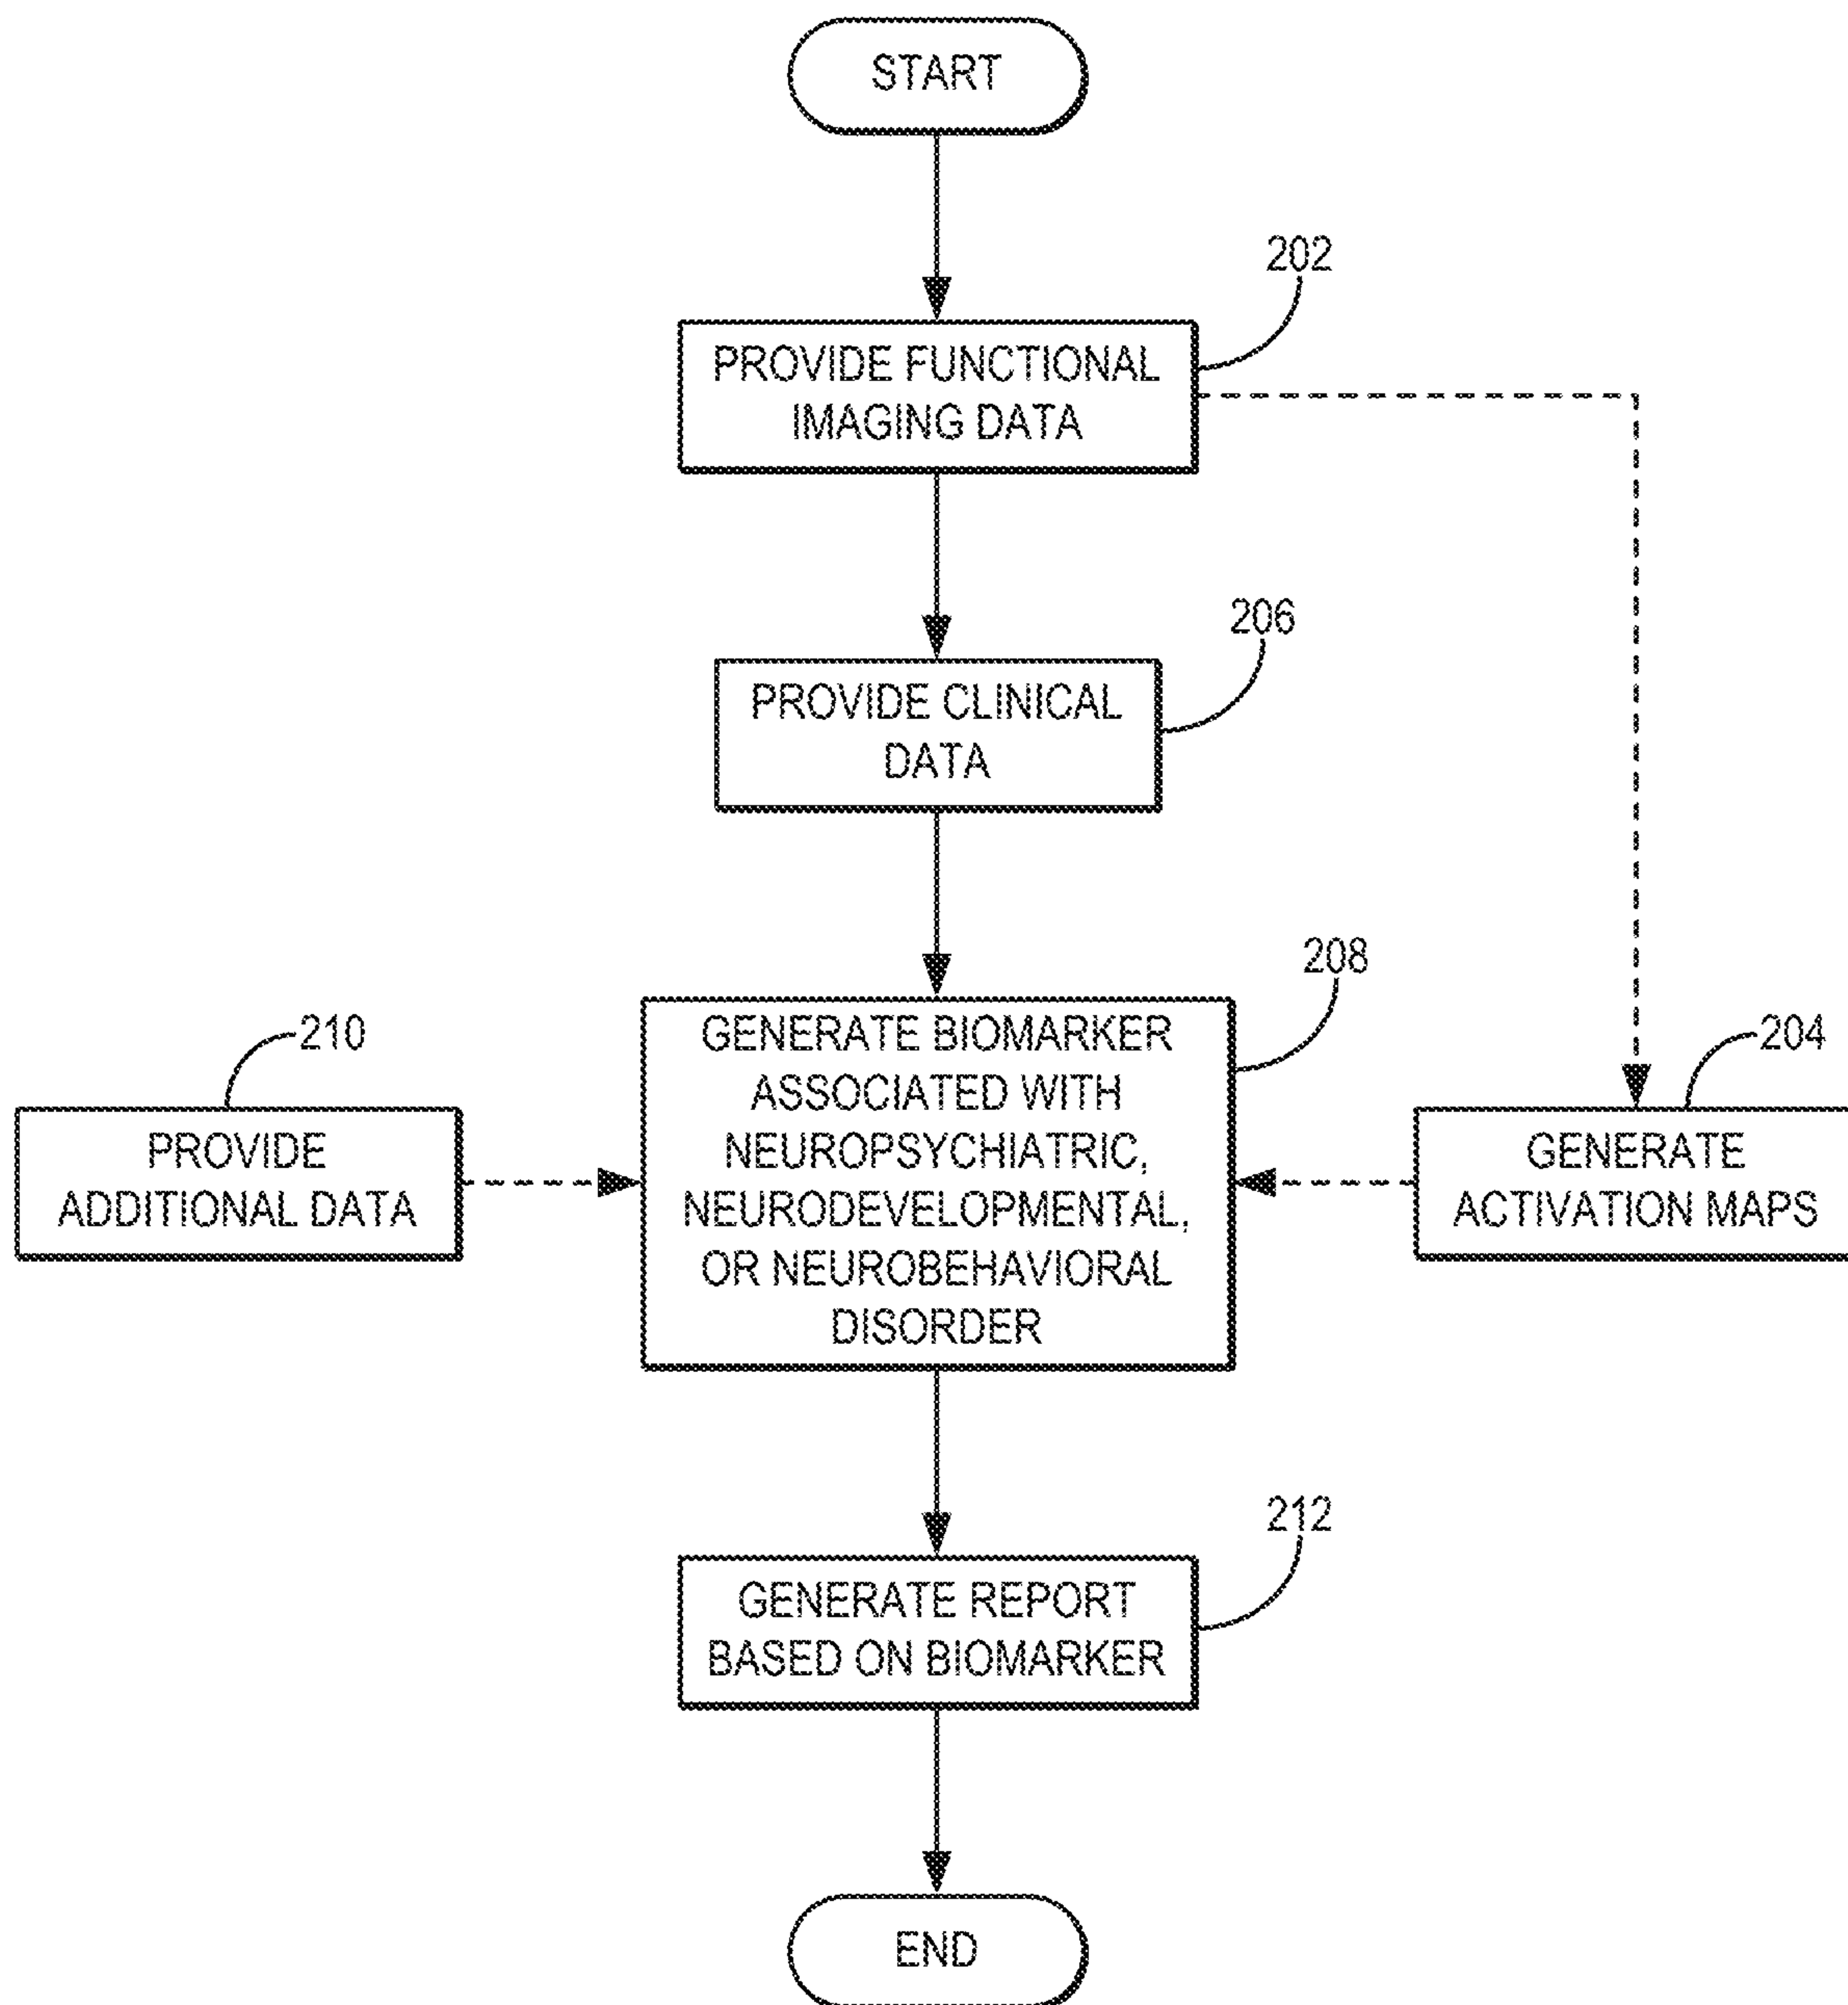 START
202
PROVIDE FUNCTIONAL
IMAGING DATA
206
PROVIDE CLINICAL
DATA
208
GENERATE BIOMARKER
ASSOCIATED WITH
NEUROPSYCHIATRIC,
NEURODEVELOPMENTAL,
OR NEUROBEHAVIORAL
DISORDER
210
PROVIDE
ADDITIONAL DATA
204
GENERATE
ACTIVATION MAPS
212
GENERATE REPORT
BASED ON BIOMARKER
END